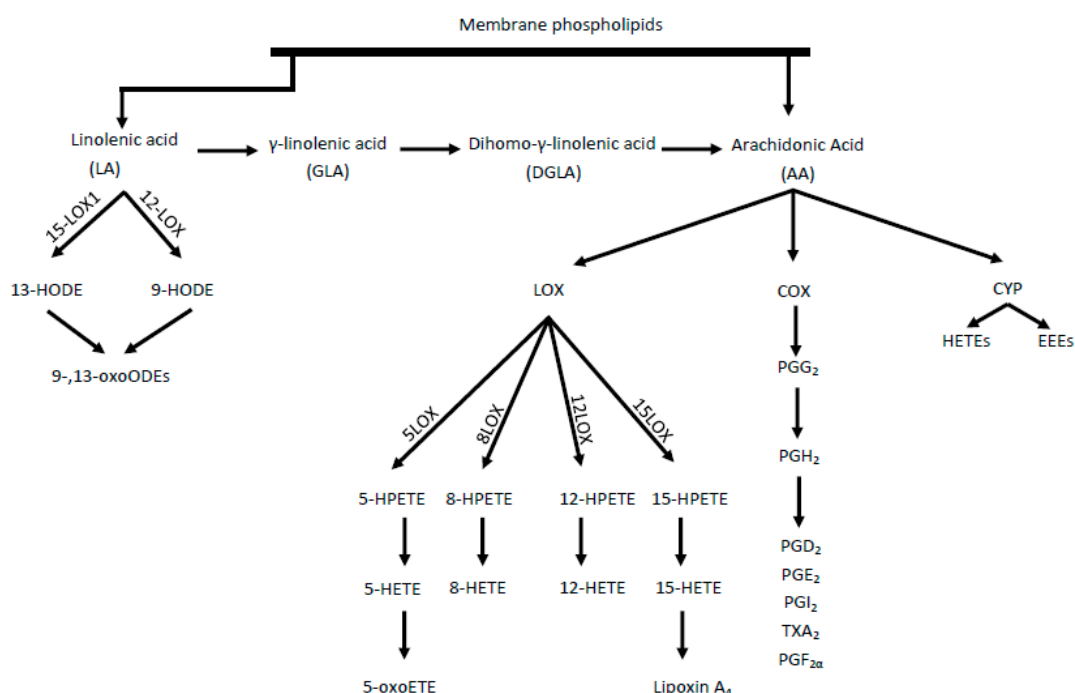 Membrane phospholipids
Linolenic acid
(LA)
γ-linolenic acid
(GLA)
Dihomo-γ-linolenic acid
(DGLA)
Arachidonic Acid
(AA)
15-LOX1
12-LOX
13-HODE
9-HODE
9-,13-oxoODEs
LOX
COX
CYP
HETEs
EEEs
5LOX
8LOX
12LOX
15LOX
PGG₂
PGH₂
5-HPETE
8-HPETE
12-HPETE
15-HPETE
5-HETE
8-HETE
12-HETE
15-HETE
PGD₂
PGE₂
PGI₂
TXA₂
PGF₂α
5-oxoETE
Lipoxin A₄